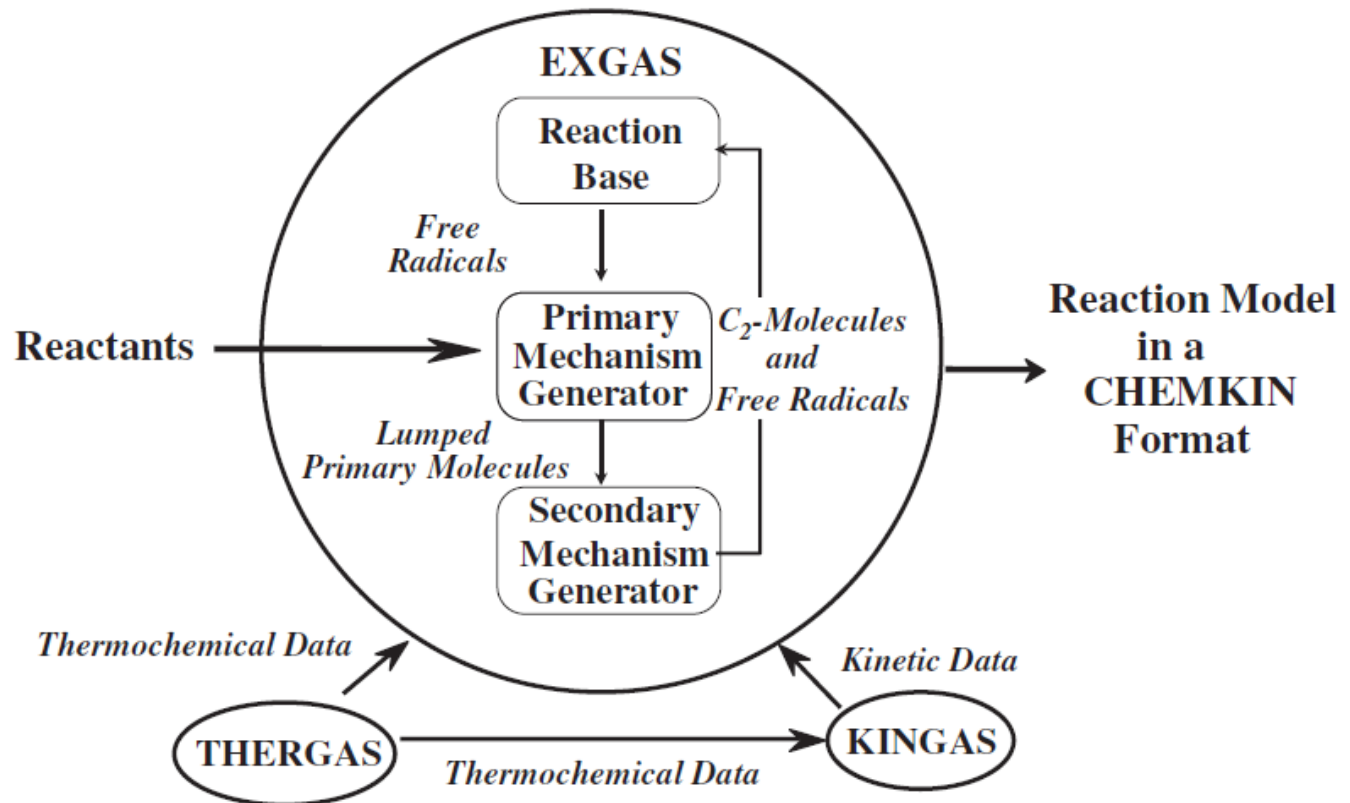 EXGAS
Reaction
Base
Free
Radicals
Reactants
Primary
Mechanism
Generator
C₂-Molecules
and
Free Radicals
Reaction Model
in a
CHEMKIN
Format
Lumped
Primary Molecules
Secondary
Mechanism
Generator
Thermochemical Data
Kinetic Data
THERGAS
KINGAS
Thermochemical Data